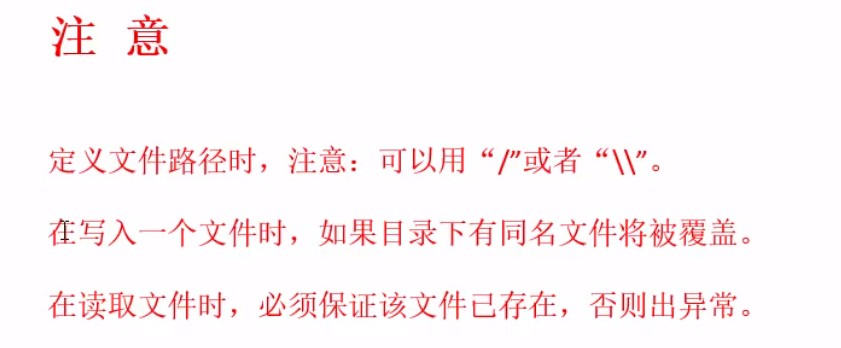 注 意
定义文件路径时，注意：可以用“/”或者“\\”。
在写入一个文件时，如果目录下有同名文件将被覆盖。
在读取文件时，必须保证该文件已存在，否则出异常。